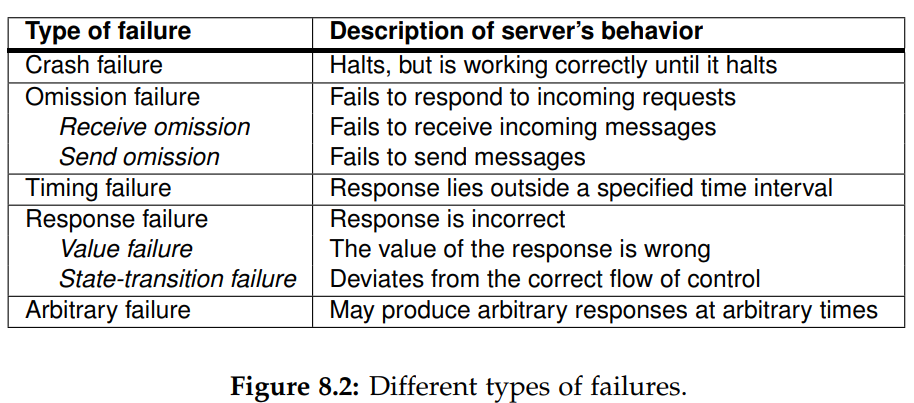 Type of failure Description of server's behavior
Crash failure Halts, but is working correctly until it halts
Omission failure Fails to respond to incoming requests
Receive omission Fails to receive incoming messages
Send omission Fails to send messages
Timing failure Response lies outside a specified time interval
Response failure Response is incorrect
Value failure The value of the response is wrong
State-transition failure Deviates from the correct flow of control
Arbitrary failure May produce arbitrary responses at arbitrary times
Figure 8.2: Different types of failures.